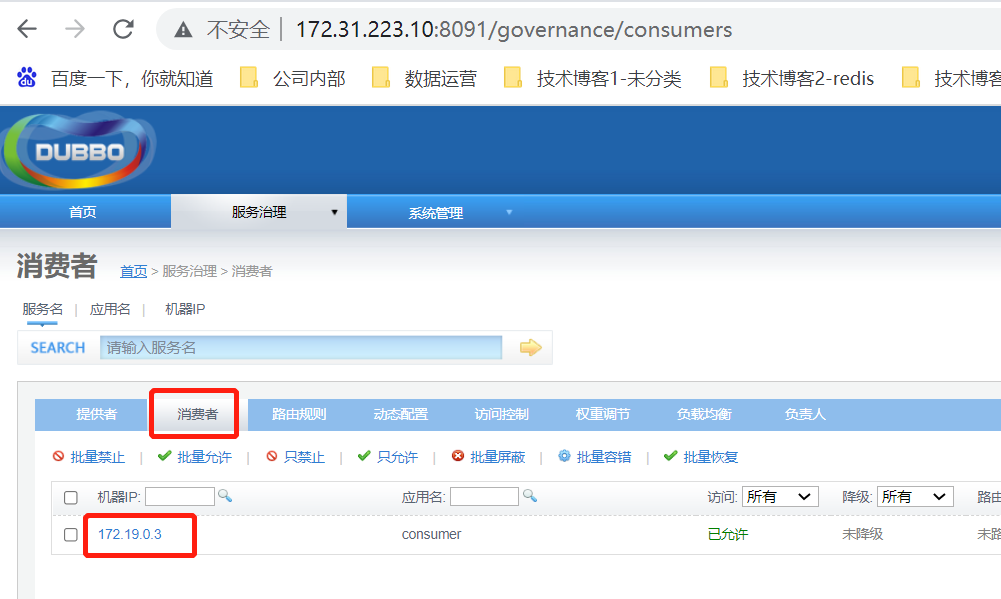 不安全 172.31.223.10:8091/governance/consumers
百度一下，你就知道 公司内部 数据运营 技术博客1-未分类 技术博客2-redis 技术博客
DUBBO
首页 服务治理 系统管理
消费者 首页 > 服务治理 > 消费者
服务名 | 应用名 | 机器IP
SEARCH 请输入服务名
提供者 消费者 路由规则 动态配置 访问控制 权重调节 负载均衡 负责人
批量禁止 | 批量允许 | 只禁止 | 只允许 | 批量屏蔽 | 批量容错 | 批量恢复
机器IP: 应用名: 访问: 所有 降级: 所有 路由
172.19.0.3 consumer 已允许 未降级 未路